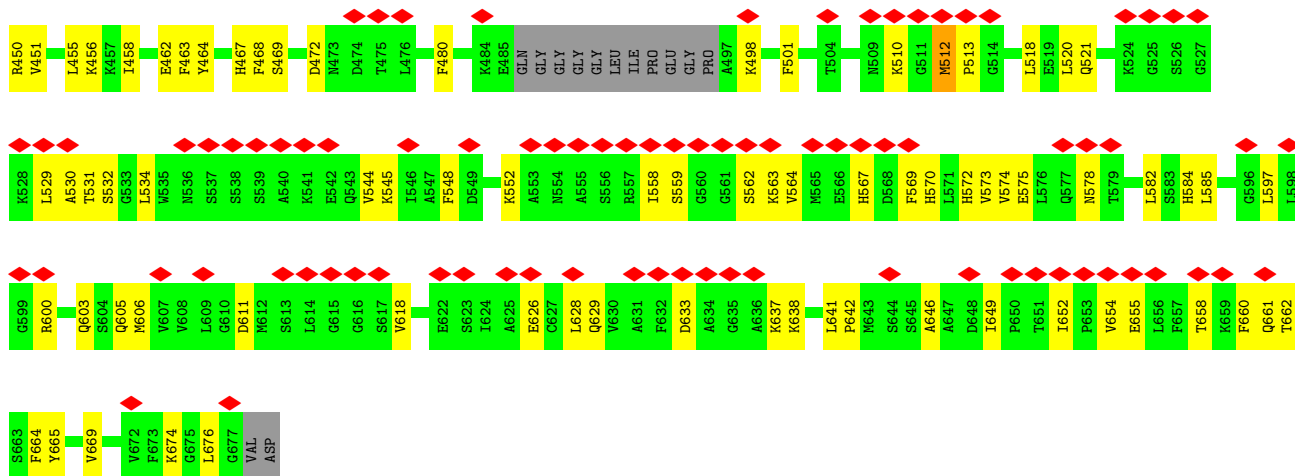 R450 V451 L455 K456 K457 I458 E462 F463 Y464 H467 F468 S469 D472 N473 D474 T475 L476 F480 K484 E485 GLN GLY GLY GLY GLY LEU ILE PRO GLU GLY PRO A497 K498 F501 T504 N509 K510 G511 M512 P513 G514 L518 E519 L520 Q521 K524 G525 S526 G527
K528 L529 A530 T531 S532 G533 L534 W535 N536 S537 S538 S539 A540 K541 E542 Q543 V544 K545 I546 A547 F548 D549 K552 A553 N554 A555 S556 R557 I558 S559 G560 G561 S562 K563 V564 M565 E566 H567 D568 F569 H570 L571 H572 V573 V574 E575 L576 Q577 N578 T579 L582 S583 H584 L585 G596 L597 L598
G599 R600 Q603 S604 Q605 M606 V607 V608 L609 G610 D611 M612 S613 L614 G615 G616 S617 V618 E622 S623 I624 A625 E626 C627 L628 Q629 V630 A631 F632 D633 A634 G635 A636 K637 K638 L641 P642 M643 S644 S645 A646 A647 D648 I649 P650 T651 I652 P653 V654 E655 L656 F657 T658 K659 F660 Q661 T662
S663 F664 Y665 V669 V672 F673 K674 G675 L676 G677 VAL ASP